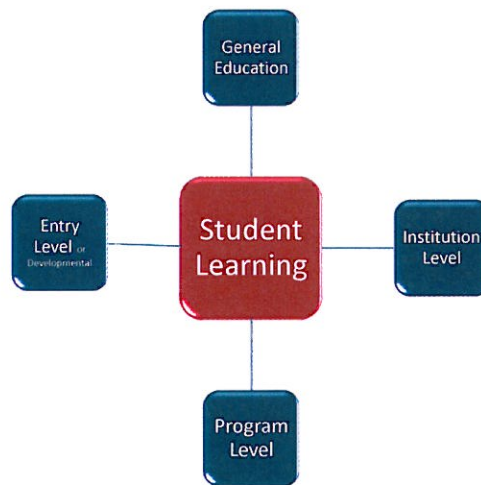 General
Education
Entry
Level or
Developmental
Student
Learning
Institution
Level
Program
Level